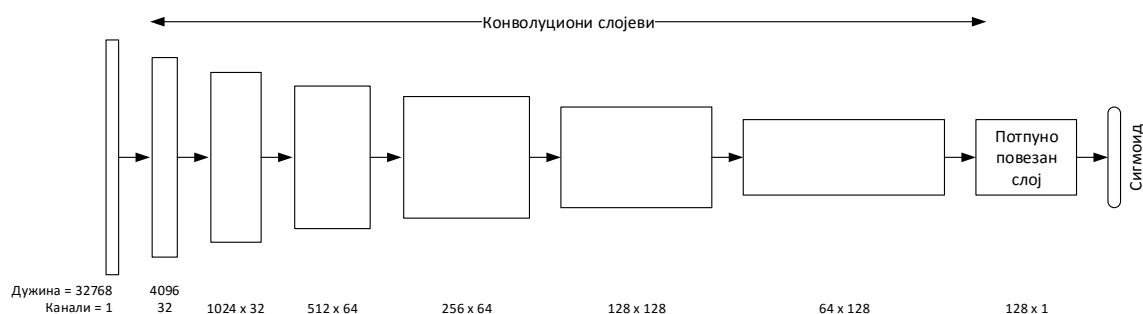 Конволуциони слојеви
Потпуно
повезан
слој
Сигмоид
Дужина = 32768
Канали = 1
4096
32
1024 x 32
512 x 64
256 x 64
128 x 128
64 x 128
128 x 1